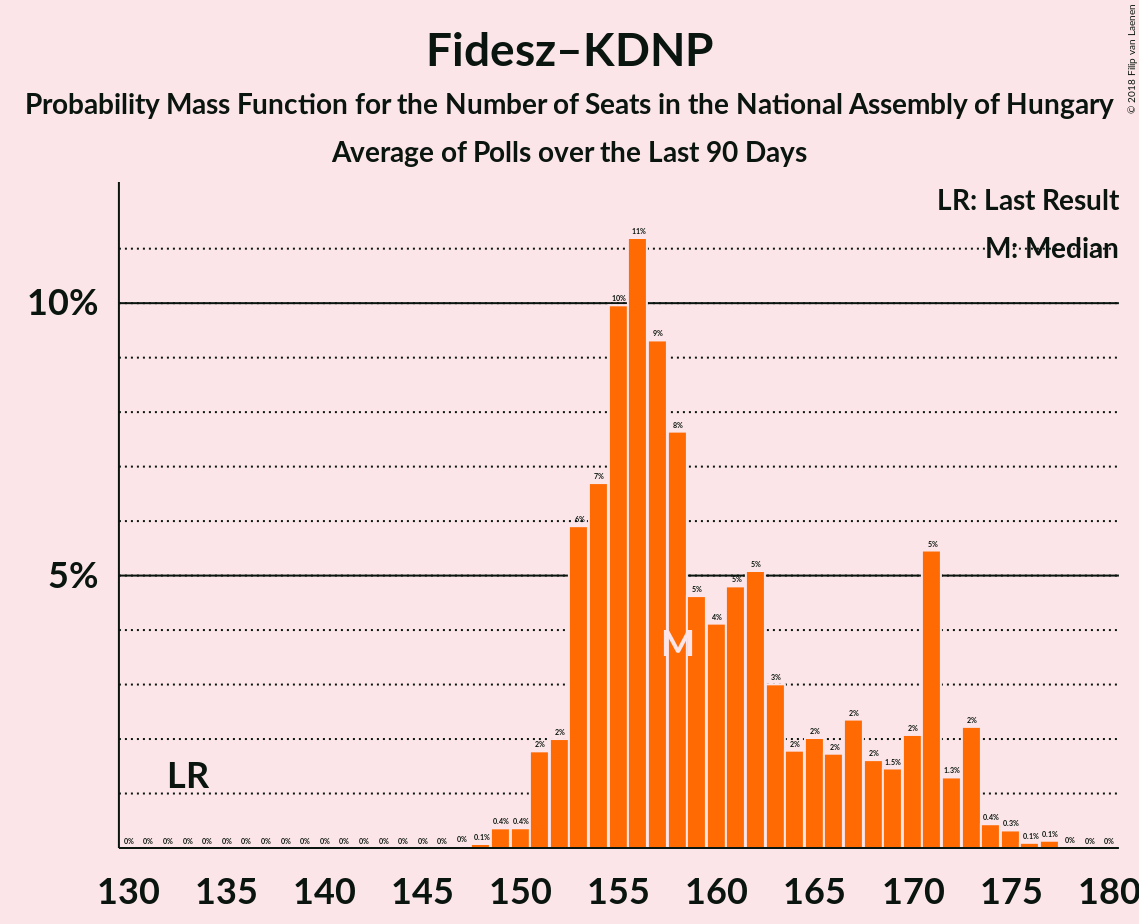 Fidesz–KDNP
Probability Mass Function for the Number of Seats in the National Assembly of Hungary
Average of Polls over the Last 90 Days
© 2018 Filip van Laenen
LR: Last Result
M: Median
10%
5%
0% 0% 0% 0% 0% 0% 0% 0% 0% 0% 0% 0% 0% 0% 0% 0% 0% 0% 0.1% 0.4% 0.4% 2% 2% 6% 7% 10% 11% 9% 8% 5% 4% 5% 5% 3% 2% 2% 2% 2% 2% 1.5% 2% 5% 1.3% 2% 0.4% 0.3% 0.1% 0.1% 0% 0% 0%
M
LR
130 135 140 145 150 155 160 165 170 175 180